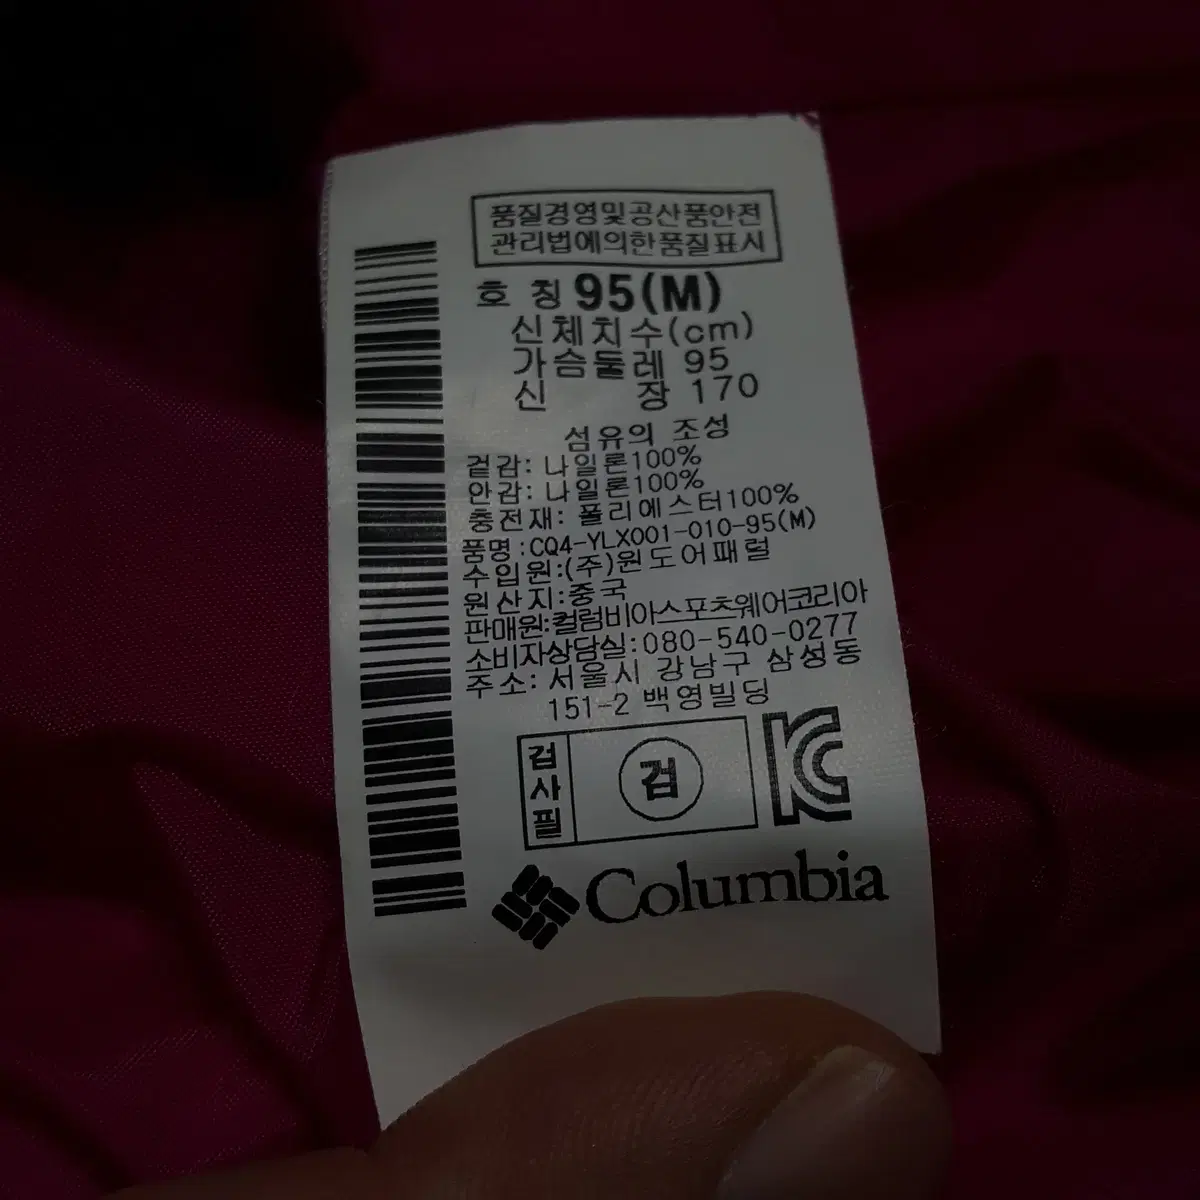 품질경영및공산품안전
관리법에의한품질표시
호 칭 95(M)
신체치수(cm)
가슴둘레 95
신 장 170
섬유의 조성
겉감: 나일론100%
안감: 나일론100%
충전재: 폴리에스터100%
품명:CQ4-YLX001-010-95(M)
수입원:(주)원도어패럴
원산지:중국
판매원:컬럼비아스포츠웨어코리아
소비자상담실:080-540-0277
주소: 서울시 강남구 삼성동
151-2 백영빌딩
검사필
검
KC
Columbia